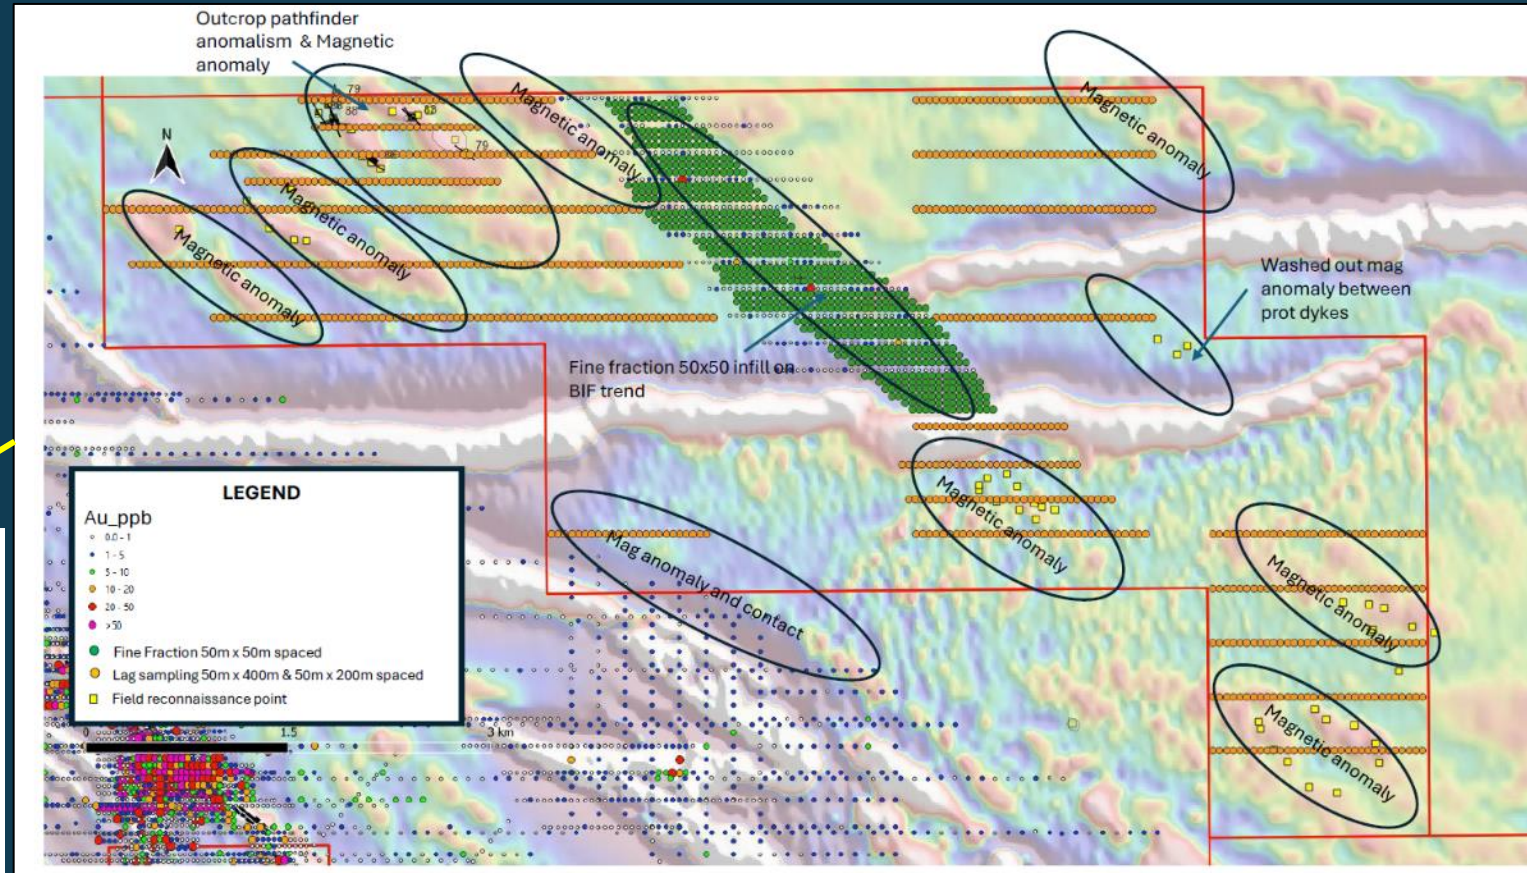 Outcrop pathfinder
anomalism & Magnetic
anomaly
79
88
79
N
Magnetic anomaly
Magnetic anomaly
Magnetic anomaly
Magnetic anomaly
Washed out mag
anomaly between
prot dykes
Fine fraction 50x50 infill on
BIF trend
Magnetic anomaly
Mag anomaly and contact
Magnetic anomaly
Magnetic anomaly
LEGEND
Au_ppb
0.0 - 1
1 - 5
5 - 10
10 - 20
20 - 50
>50
Fine Fraction 50m x 50m spaced
Lag sampling 50m x 400m & 50m x 200m spaced
Field reconnaissance point
0 1.5 3 km